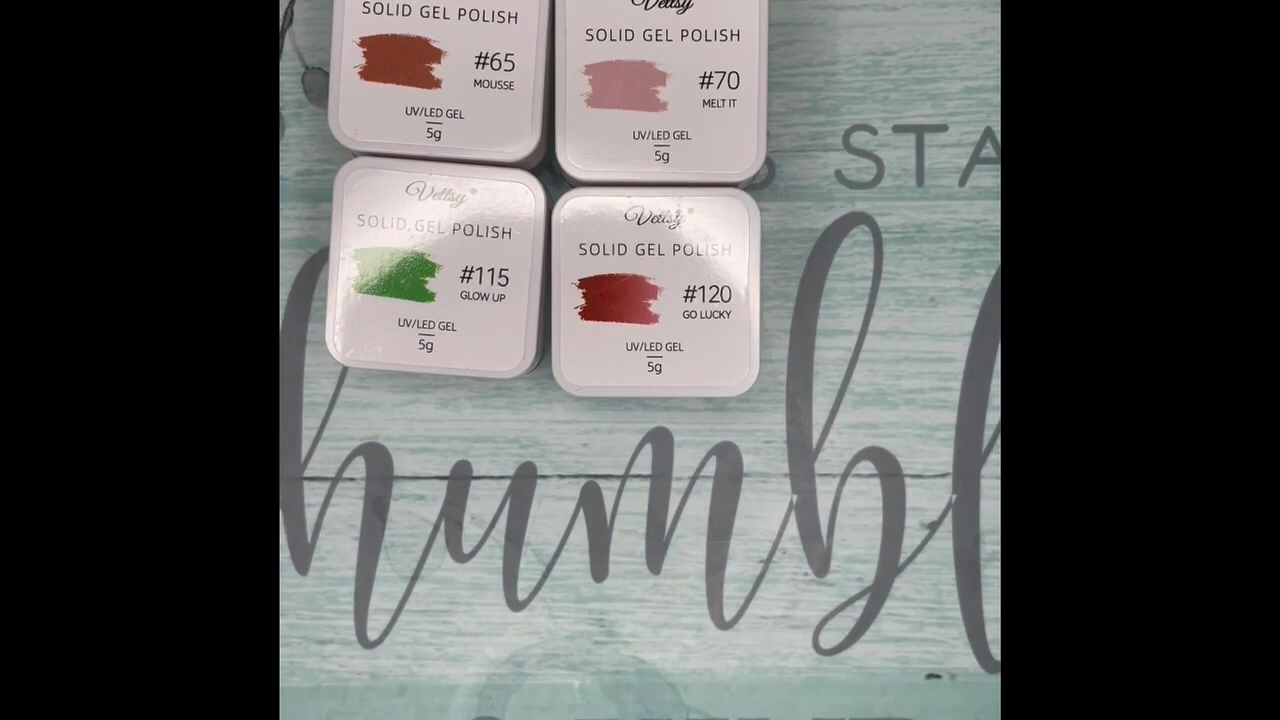 SOLID GEL POLISH
#65
MOUSSE
UV/LED GEL
5g
Vettsy
SOLID GEL POLISH
#70
MELT IT
UV/LED GEL
5g
Vettsy®
SOLID GEL POLISH
#115
GLOW UP
UV/LED GEL
5g
Vettsy®
SOLID GEL POLISH
#120
GO LUCKY
UV/LED GEL
5g
STA
humbl